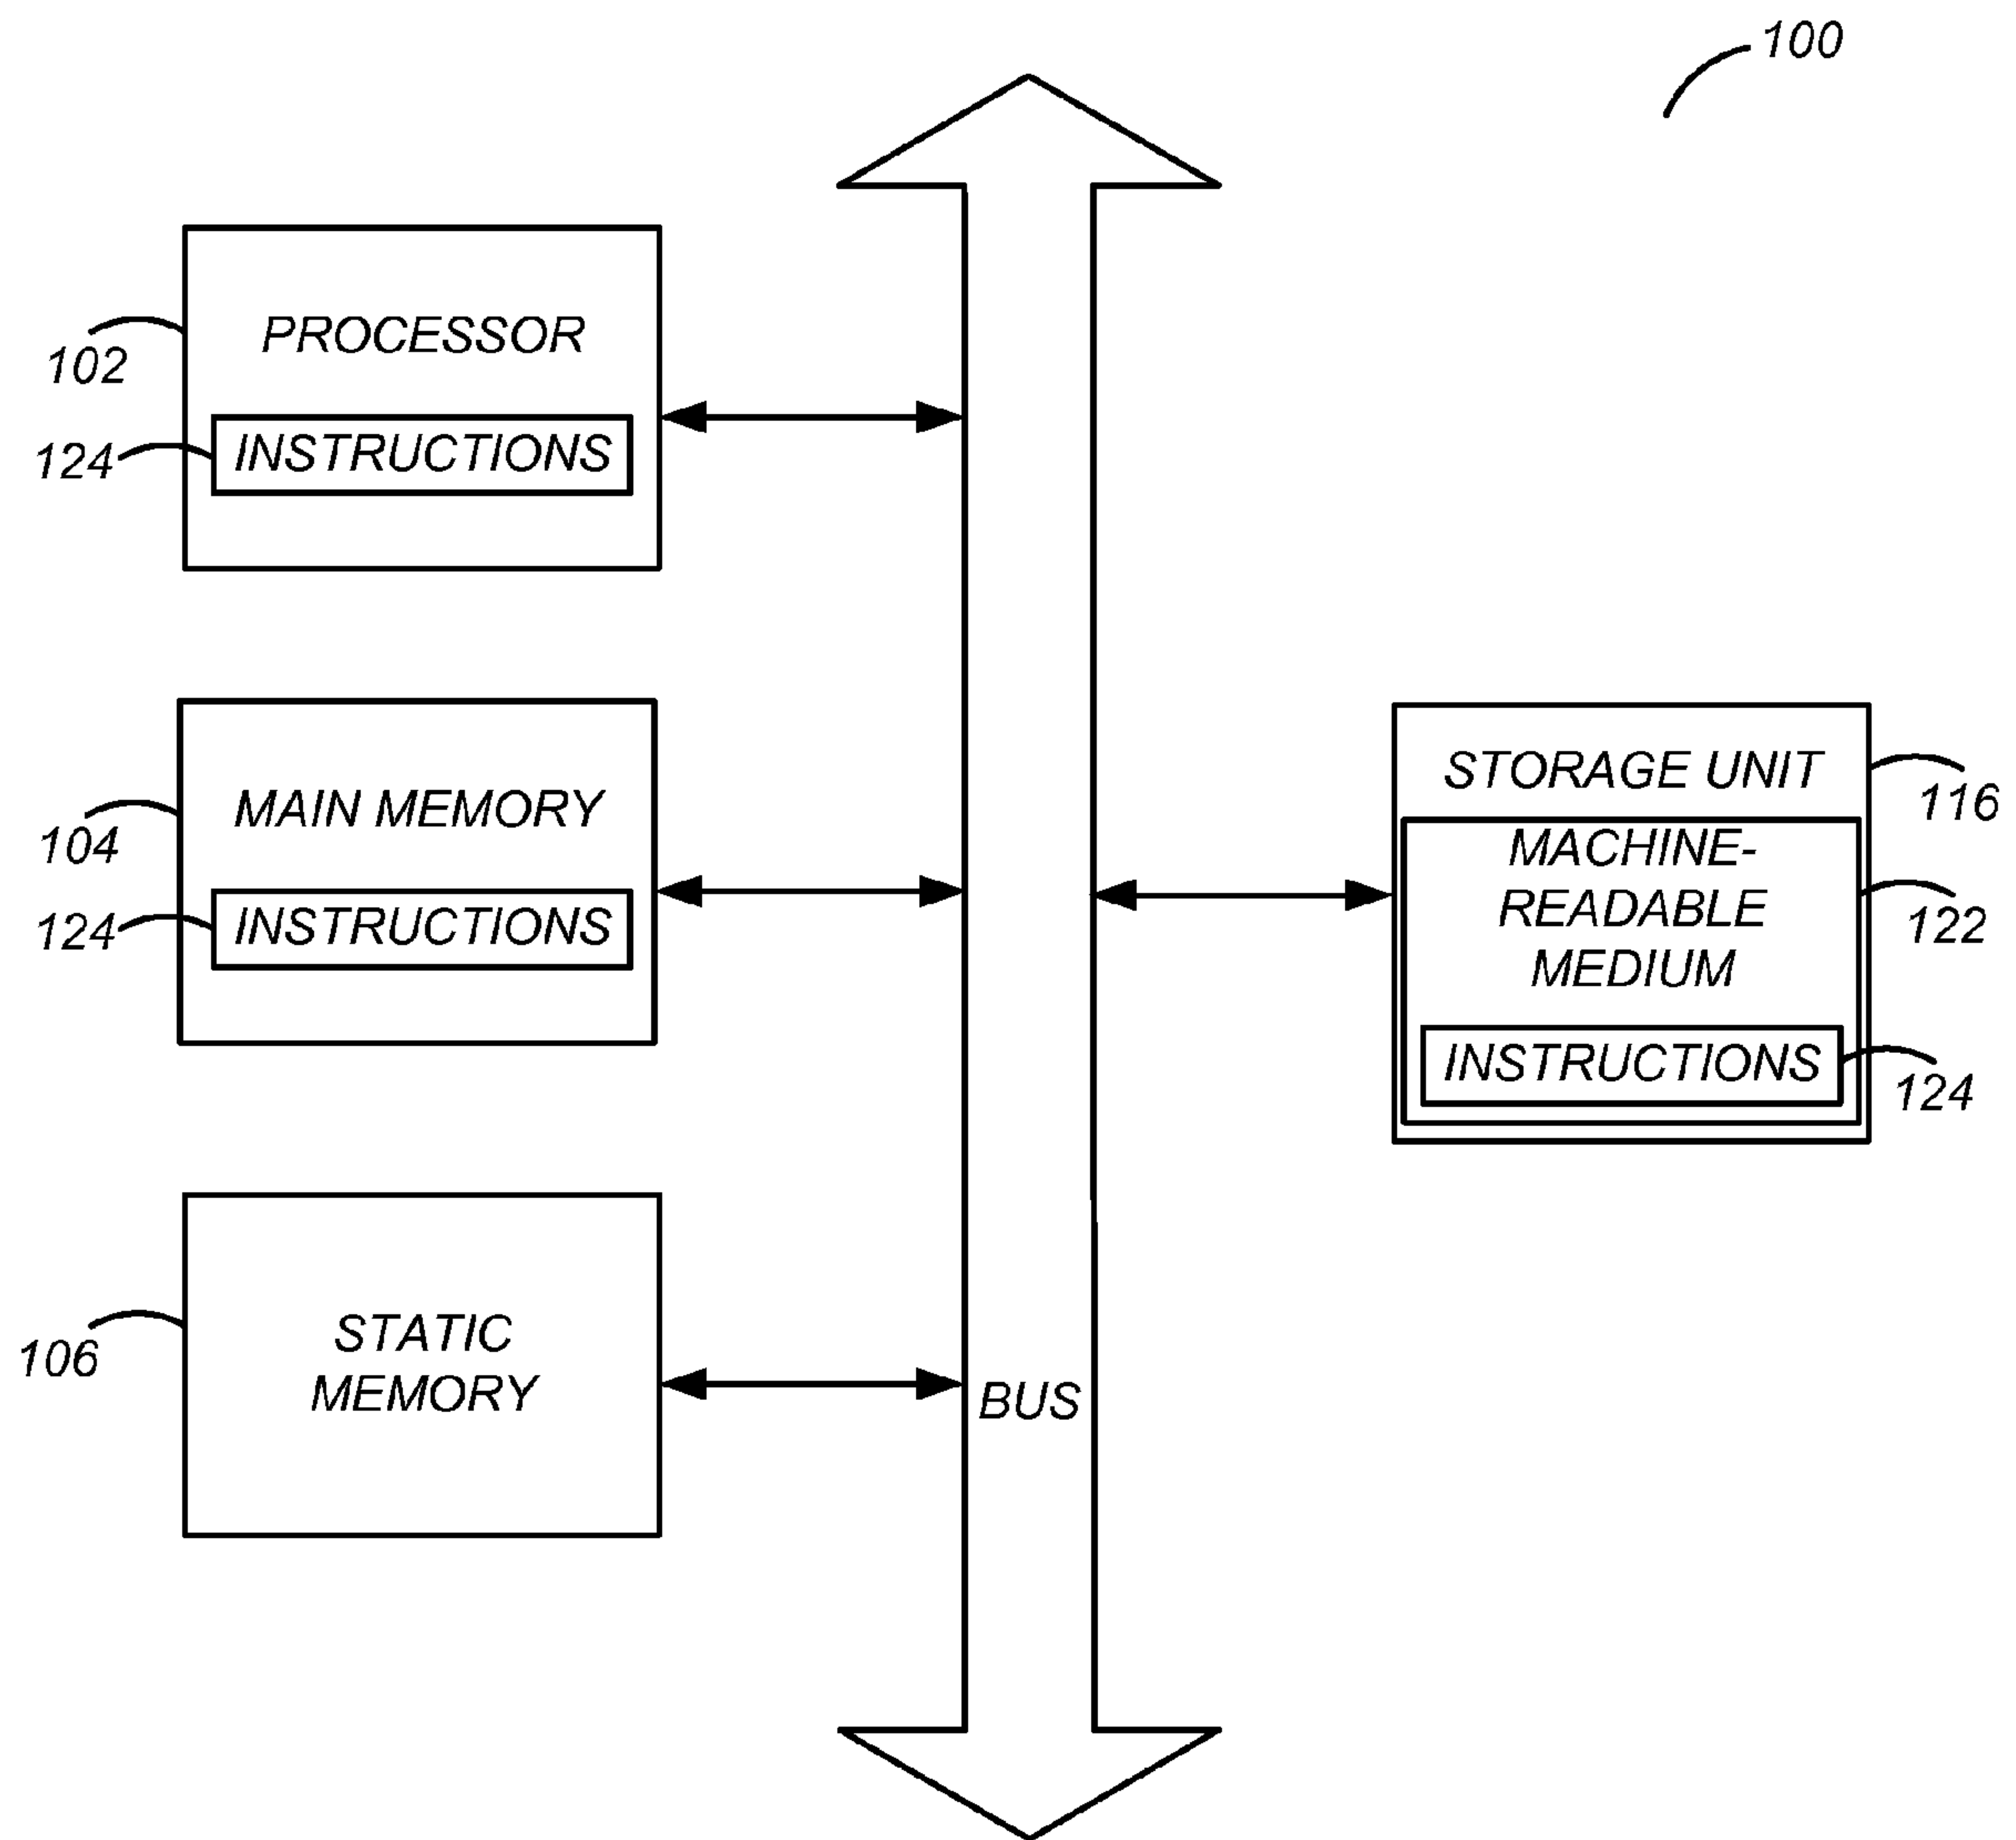 100
PROCESSOR
102
INSTRUCTIONS
124
MAIN MEMORY
104
INSTRUCTIONS
124
STATIC
MEMORY
106
BUS
STORAGE UNIT
116
MACHINE-
READABLE
MEDIUM
122
INSTRUCTIONS
124